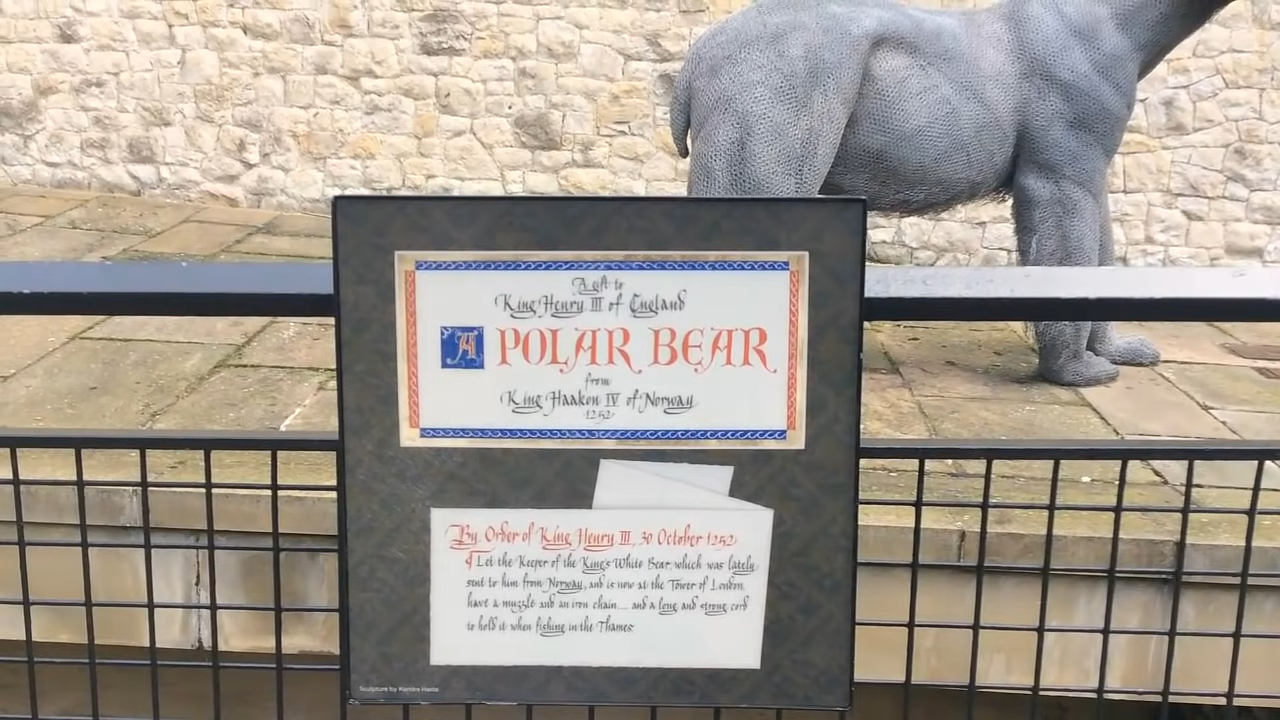 A gift to
King Henry III of England
A POLAR BEAR
from
King Haakon IV of Norway
1252
By Order of King Henry III, 30 October 1252
Let the Keeper of the King's White Bear, which was lately
sent to him from Norway, and is now at the Tower of London,
have a muzzle and an iron chain.... and a long and strong cord
to hold it when fishing in the Thames.
Sculpture by Kendra Haste